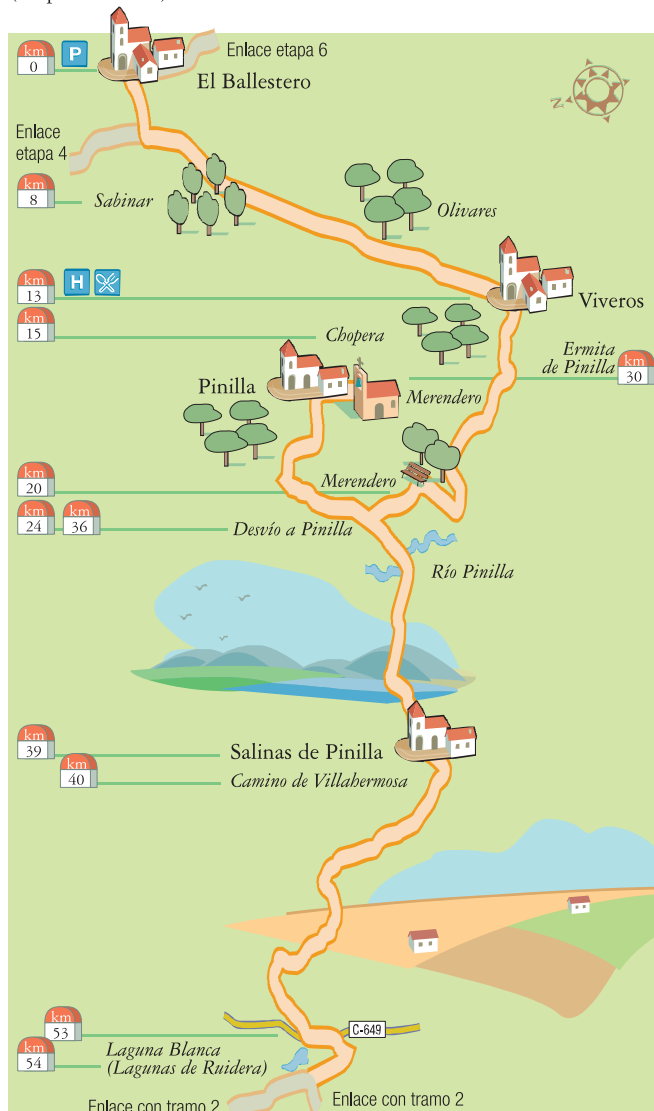 km
0
P
Enlace etapa 6
El Ballestero
N
Enlace
etapa 4
km
8
Sabinar
Olivares
km
13
H
Viveros
km
15
Chopera
Ermita
de Pinilla
km
30
Pinilla
Merendero
km
20
Merendero
km
24
km
36
Desvío a Pinilla
Río Pinilla
km
39
Salinas de Pinilla
km
40
Camino de Villahermosa
km
53
C-649
km
54
Laguna Blanca
(Lagunas de Ruidera)
Enlace con tramo 2
Enlace con tramo 2